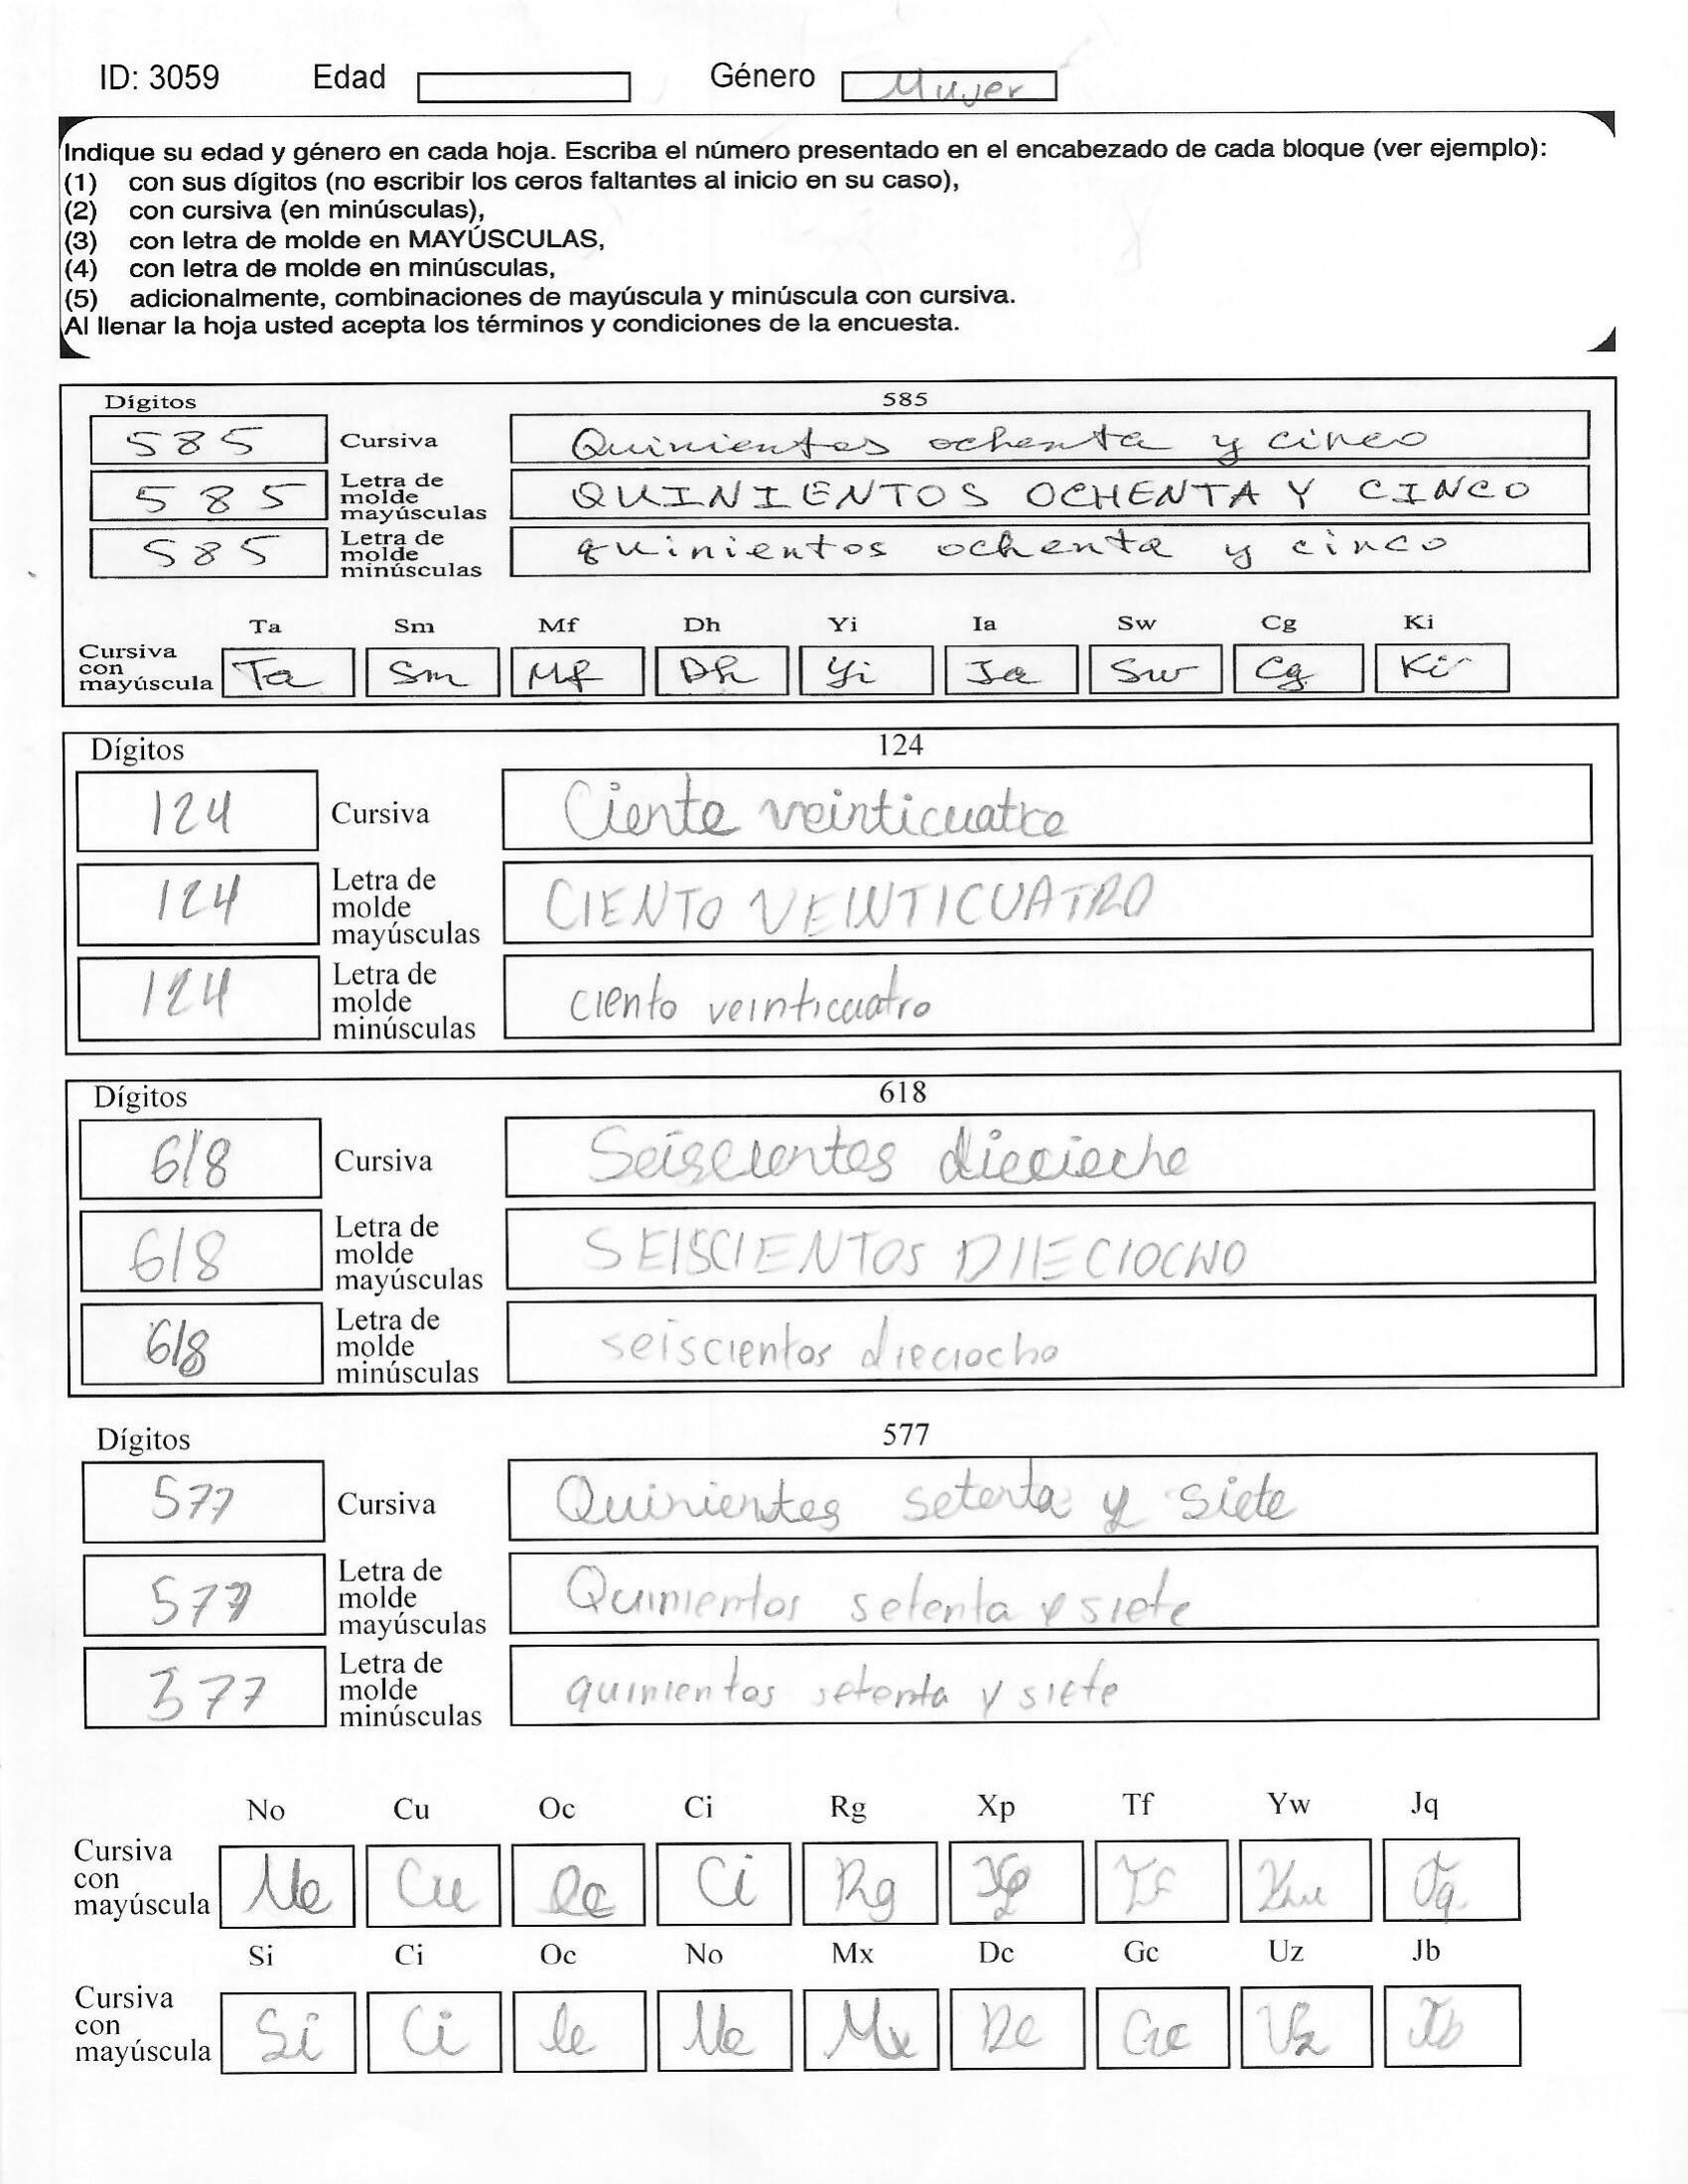 ID: 3059 Edad Género Mujer
Indique su edad y género en cada hoja. Escriba el número presentado en el encabezado de cada bloque (ver ejemplo):
(1) con sus dígitos (no escribir los ceros faltantes al inicio en su caso),
(2) con cursiva (en minúsculas),
(3) con letra de molde en MAYÚSCULAS,
(4) con letra de molde en minúsculas,
(5) adicionalmente, combinaciones de mayúscula y minúscula con cursiva.
Al llenar la hoja usted acepta los términos y condiciones de la encuesta.
Dígitos 585
585 Cursiva Quinientos ochenta y cinco
585 Letra de molde mayúsculas QUINIENTOS OCHENTA Y CINCO
585 Letra de molde minúsculas quinientos ochenta y cinco
Ta Sm Mf Dh Yi Ia Sw Cg Ki
Cursiva con mayúscula Ta Sm Mf Dh Yi Ia Sw Cg Ki
Dígitos 124
124 Cursiva Ciento veinticuatro
124 Letra de molde mayúsculas CIENTO VEINTICUATRO
124 Letra de molde minúsculas ciento veinticuatro
Dígitos 618
618 Cursiva Seiscientos dieciocho
618 Letra de molde mayúsculas SEISCIENTOS DIIECIOCHO
618 Letra de molde minúsculas seiscientos dieciocho
Dígitos 577
577 Cursiva Quinientos setenta y siete
577 Letra de molde mayúsculas Quinientos setenta y siete
377 Letra de molde minúsculas quinientos setenta y siete
No Cu Oc Ci Rg Xp Tf Yw Jq
Cursiva con mayúscula No Cu Oc Ci Rg Xp Tf Yw Jq
Si Ci Oc No Mx Dc Gc Uz Jb
Cursiva con mayúscula Si Ci Oc No Mx Dc Gc Uz Jb